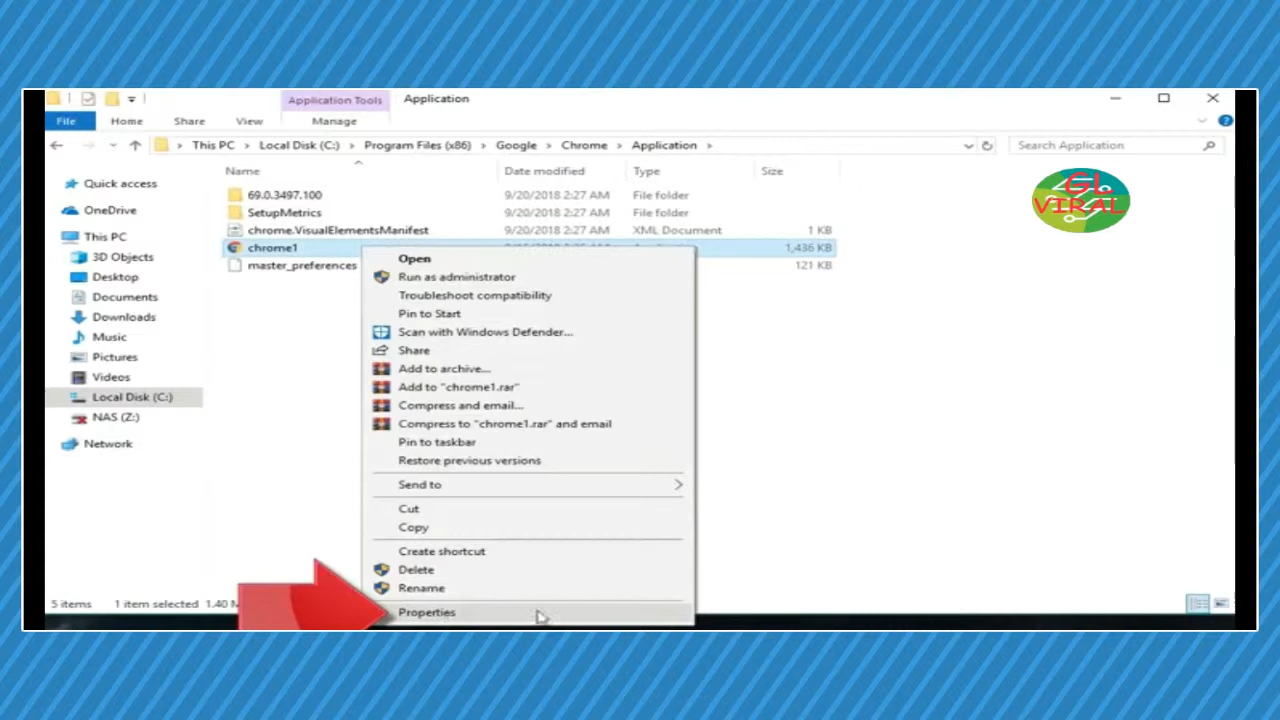 Application Tools Application
File Home Share View Manage
This PC Local Disk (C:) Program Files (x86) Google Chrome Application Search Application
Name Date modified Type Size
GL
VIRAL
Quick access
OneDrive
This PC
3D Objects
Desktop
Documents
Downloads
Music
Pictures
Videos
Local Disk (C:)
NAS (Z:)
Network
69.0.3497.100 9/20/2018 2:27 AM File folder
SetupMetrics 9/20/2018 2:27 AM File folder
chrome.VisualElementsManifest 9/20/2018 2:27 AM XML Document 1 KB
chrome1 1,436 KB
master_preferences 121 KB
Open
Run as administrator
Troubleshoot compatibility
Pin to Start
Scan with Windows Defender...
Share
Add to archive...
Add to "chrome1.rar"
Compress and email...
Compress to "chrome1.rar" and email
Pin to taskbar
Restore previous versions
Send to
Cut
Copy
Create shortcut
Delete
Rename
Properties
5 items 1 item selected 1.40